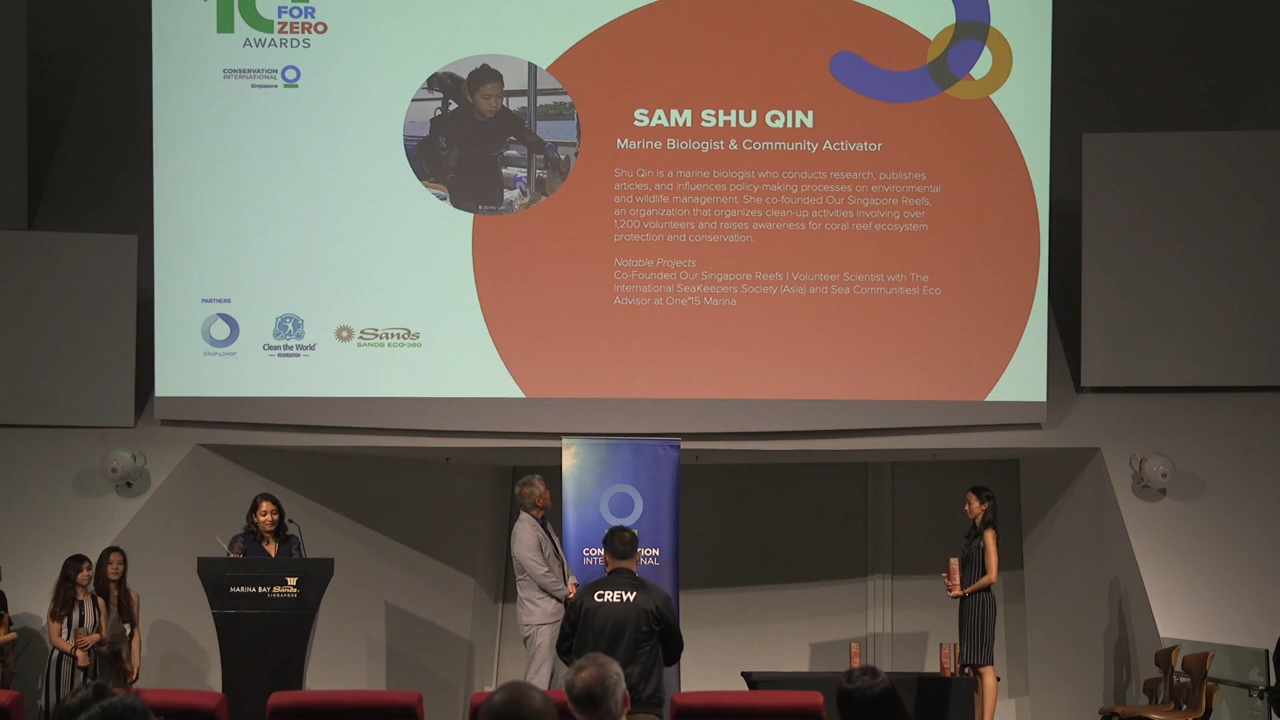 FOR
ZERO
AWARDS
CONSERVATION
INTERNATIONAL
Singapore
SAM SHU QIN
Marine Biologist & Community Activator
Shu Qin is a marine biologist who conducts research, publishes
articles, and influences policy-making processes on environmental
and wildlife management. She co-founded Our Singapore Reefs,
an organization that organizes clean-up activities involving over
1,200 volunteers and raises awareness for coral reef ecosystem
protection and conservation.
Notable Projects
Co-Founded Our Singapore Reefs | Volunteer Scientist with The
International SeaKeepers Society (Asia) and Sea Communities| Eco
Advisor at One°15 Marina
PARTNERS
Clean the World
FOUNDATION
Sands
SANDS ECO-360
MARINA BAY Sands
SINGAPORE
INTERNATIONAL
CREW